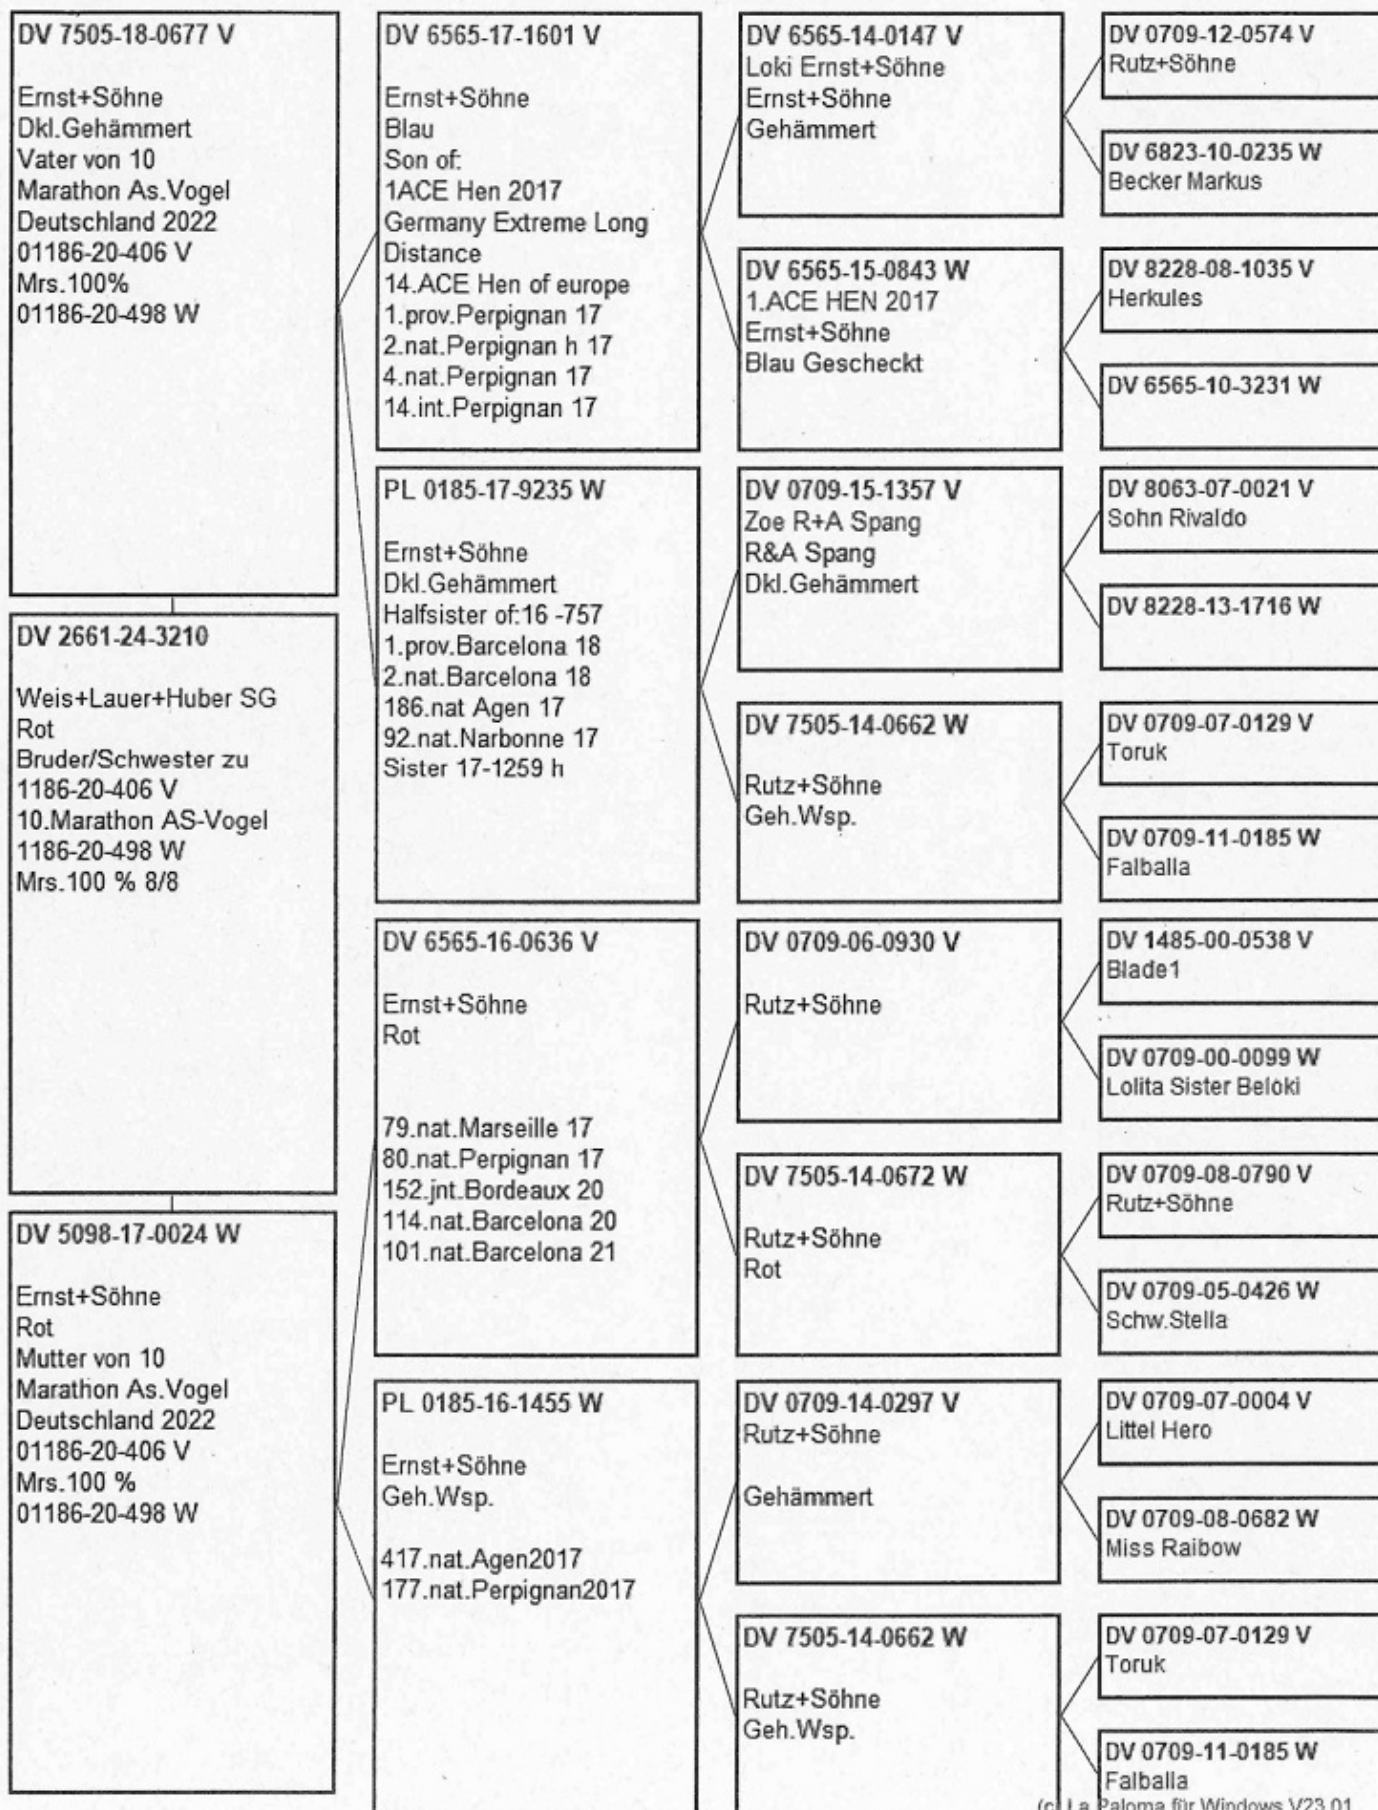 DV 7505-18-0677 V
Ernst+Söhne
Dkl.Gehämmert
Vater von 10
Marathon As.Vogel
Deutschland 2022
01186-20-406 V
Mrs.100%
01186-20-498 W
DV 2661-24-3210
Weis+Lauer+Huber SG
Rot
Bruder/Schwester zu
1186-20-406 V
10.Marathon AS-Vogel
1186-20-498 W
Mrs.100 % 8/8
DV 5098-17-0024 W
Ernst+Söhne
Rot
Mutter von 10
Marathon As.Vogel
Deutschland 2022
01186-20-406 V
Mrs.100 %
01186-20-498 W
DV 6565-17-1601 V
Ernst+Söhne
Blau
Son of:
1ACE Hen 2017
Germany Extreme Long
Distance
14.ACE Hen of europe
1.prov.Perpignan 17
2.nat.Perpignan h 17
4.nat.Perpignan 17
14.int.Perpignan 17
PL 0185-17-9235 W
Ernst+Söhne
Dkl.Gehämmert
Halfsister of:16 -757
1.prov.Barcelona 18
2.nat.Barcelona 18
186.nat Agen 17
92.nat.Narbonne 17
Sister 17-1259 h
DV 6565-16-0636 V
Ernst+Söhne
Rot
79.nat.Marseille 17
80.nat.Perpignan 17
152.jnt.Bordeaux 20
114.nat.Barcelona 20
101.nat.Barcelona 21
PL 0185-16-1455 W
Ernst+Söhne
Geh.Wsp.
417.nat.Agen2017
177.nat.Perpignan2017
DV 6565-14-0147 V
Loki Ernst+Söhne
Ernst+Söhne
Gehämmert
DV 6565-15-0843 W
1.ACE HEN 2017
Ernst+Söhne
Blau Gescheckt
DV 0709-15-1357 V
Zoe R+A Spang
R&A Spang
Dkl.Gehämmert
DV 7505-14-0662 W
Rutz+Söhne
Geh.Wsp.
DV 0709-06-0930 V
Rutz+Söhne
DV 7505-14-0672 W
Rutz+Söhne
Rot
DV 0709-14-0297 V
Rutz+Söhne
Gehämmert
DV 7505-14-0662 W
Rutz+Söhne
Geh.Wsp.
DV 0709-12-0574 V
Rutz+Söhne
DV 6823-10-0235 W
Becker Markus
DV 8228-08-1035 V
Herkules
DV 6565-10-3231 W
DV 8063-07-0021 V
Sohn Rivaldo
DV 8228-13-1716 W
DV 0709-07-0129 V
Toruk
DV 0709-11-0185 W
Falballa
DV 1485-00-0538 V
Blade1
DV 0709-00-0099 W
Lolita Sister Beloki
DV 0709-08-0790 V
Rutz+Söhne
DV 0709-05-0426 W
Schw.Stella
DV 0709-07-0004 V
Littel Hero
DV 0709-08-0682 W
Miss Raibow
DV 0709-07-0129 V
Toruk
DV 0709-11-0185 W
Falballa
(c) La Paloma für Windows V23.01